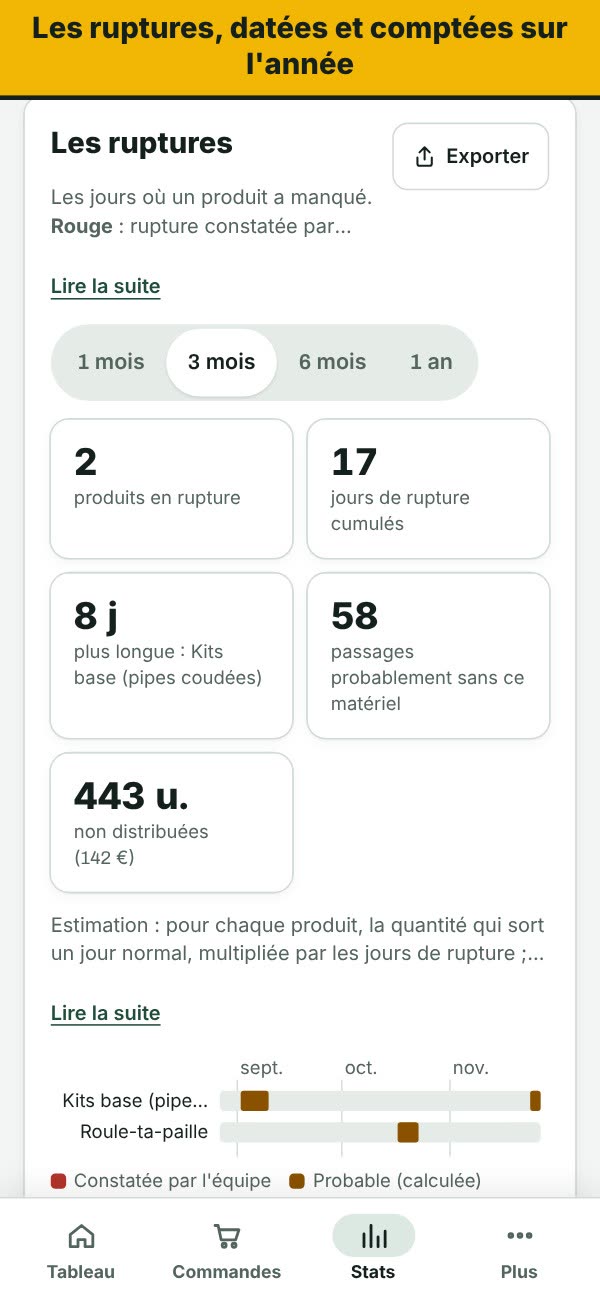 Les ruptures, datées et comptées sur
l'année
Les ruptures
Exporter
Les jours où un produit a manqué.
Rouge : rupture constatée par...
Lire la suite
1 mois
3 mois
6 mois
1 an
2
produits en rupture
17
jours de rupture
cumulés
8 j
plus longue : Kits
base (pipes coudées)
58
passages
probablement sans ce
matériel
443 u.
non distribuées
(142 €)
Estimation : pour chaque produit, la quantité qui sort
un jour normal, multipliée par les jours de rupture ;...
Lire la suite
sept.
oct.
nov.
Kits base (pipe...
Roule-ta-paille
Constatée par l'équipe
Probable (calculée)
Tableau
Commandes
Stats
Plus